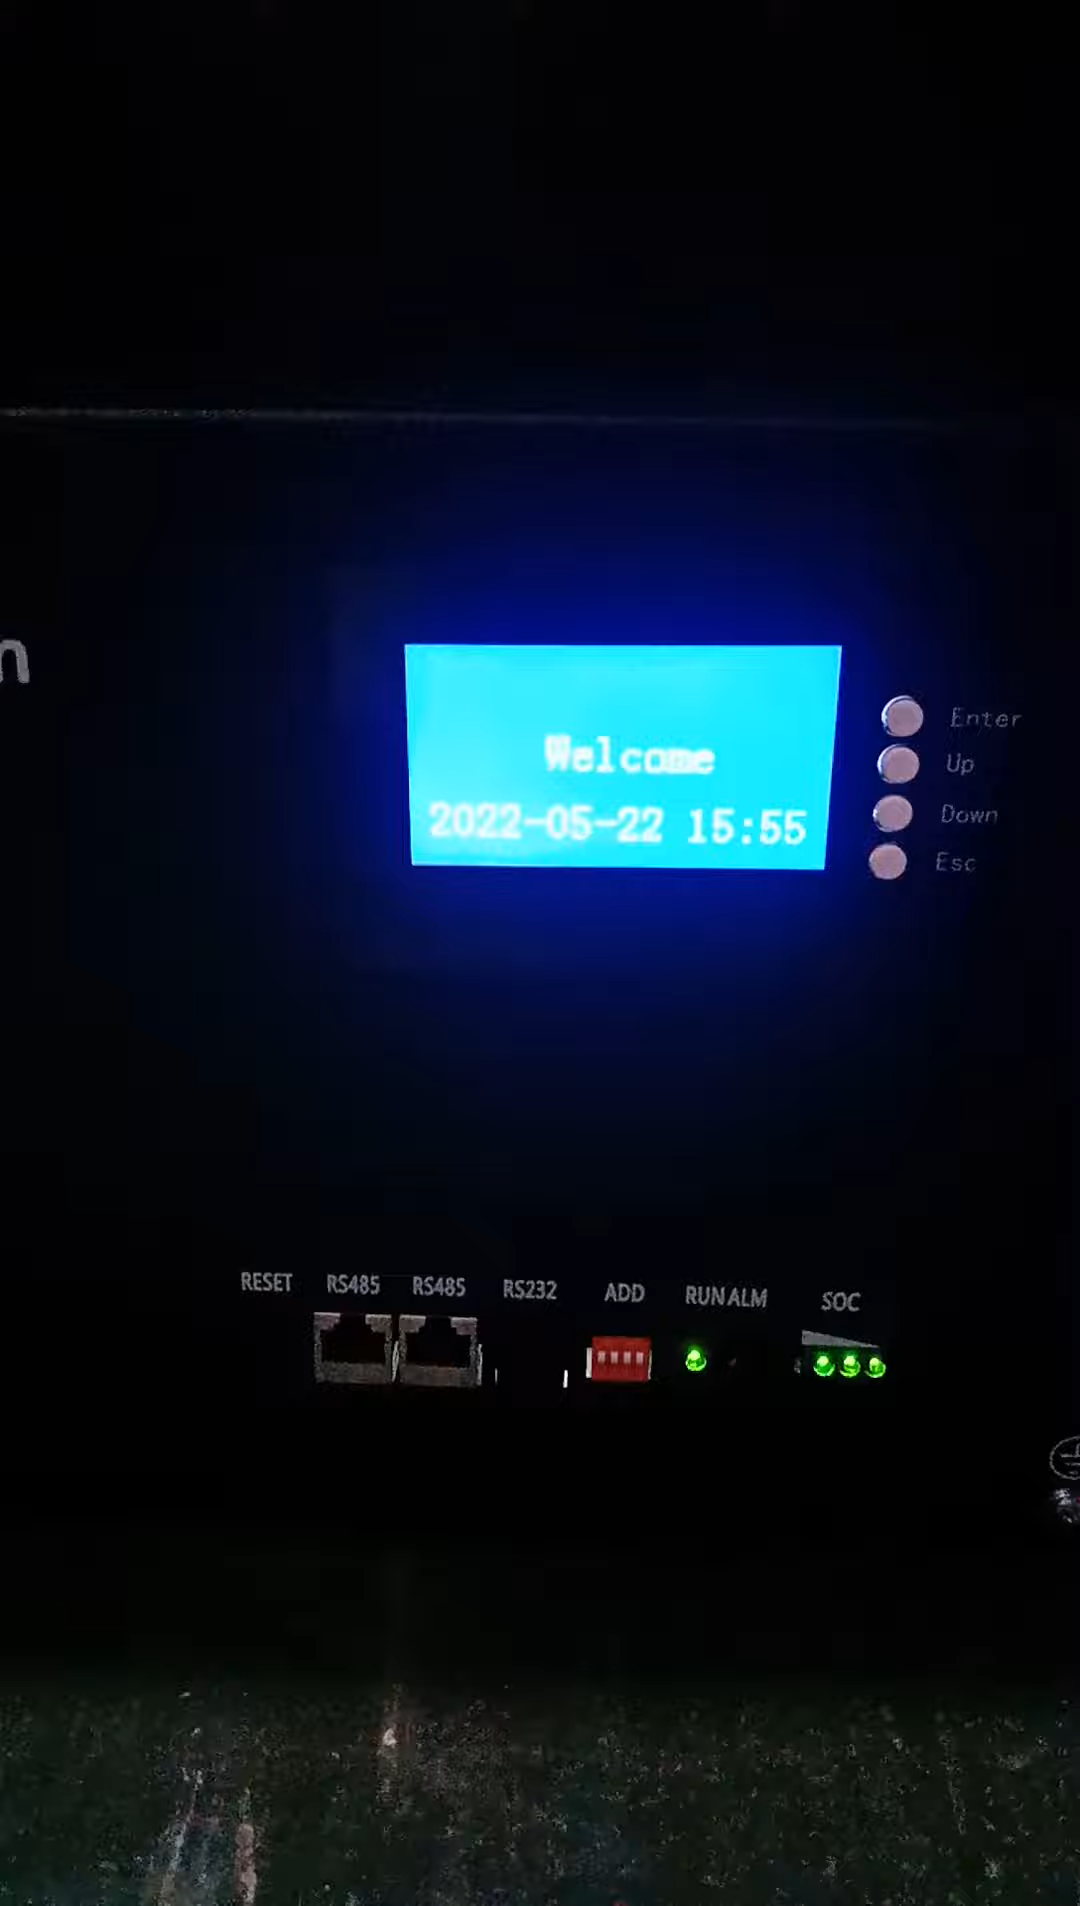 n
Welcome
2022-05-22 15:55
Enter
Up
Down
Esc
RESET RS485 RS485 RS232 ADD RUN ALM SOC